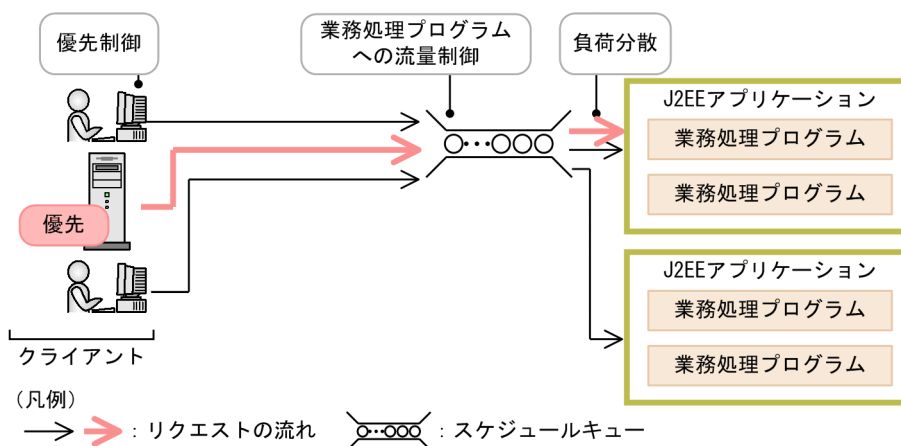 優先制御
業務処理プログラム
への流量制御
負荷分散
J2EEアプリケーション
業務処理プログラム
業務処理プログラム
優先
J2EEアプリケーション
業務処理プログラム
業務処理プログラム
クライアント
(凡例)
:リクエストの流れ
:スケジュールキュー